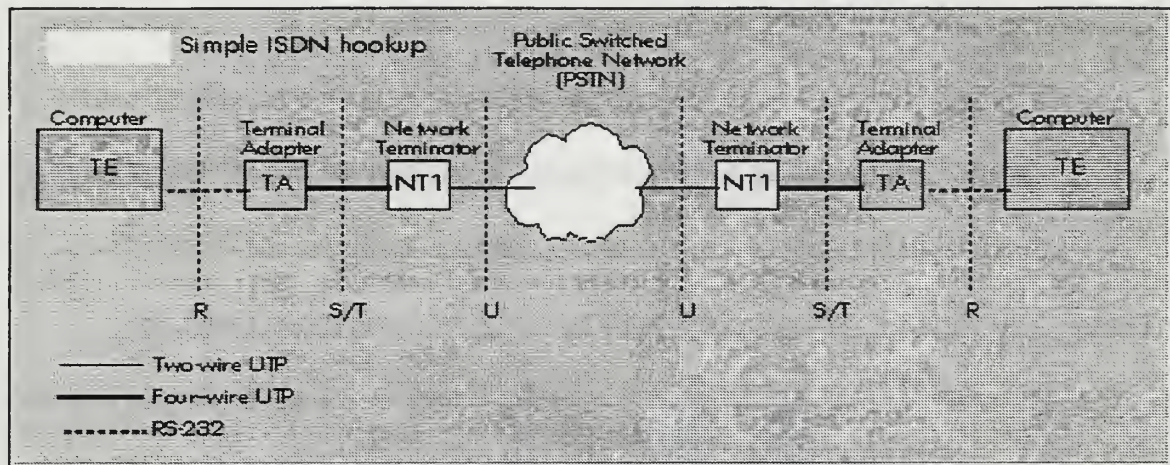 Simple ISDN hookup
Public Switched
Telephone Network
(PSTN)
Computer
TE
Terminal
Adapter
TA
Network
Terminator
NT1
Network
Terminator
NT1
Terminal
Adapter
TA
Computer
TE
R
S/T
U
U
S/T
R
Two-wire UTP
Four-wire UTP
RS-232